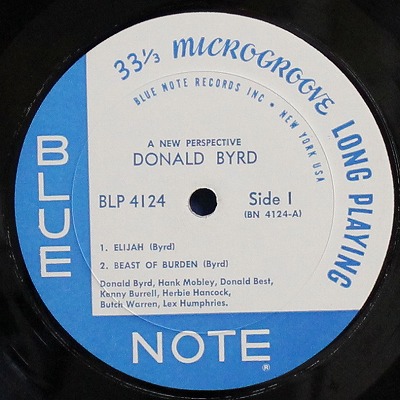 33⅓ MICROGROOVE LONG PLAYING
BLUE NOTE RECORDS INC • NEW YORK USA
A NEW PERSPECTIVE
DONALD BYRD
BLP 4124
Side 1
(BN 4124-A)
1. ELIJAH (Byrd)
2. BEAST OF BURDEN (Byrd)
Donald Byrd, Hank Mobley, Donald Best,
Kenny Burrell, Herbie Hancock,
Butch Warren, Lex Humphries.
BLUE
NOTE®